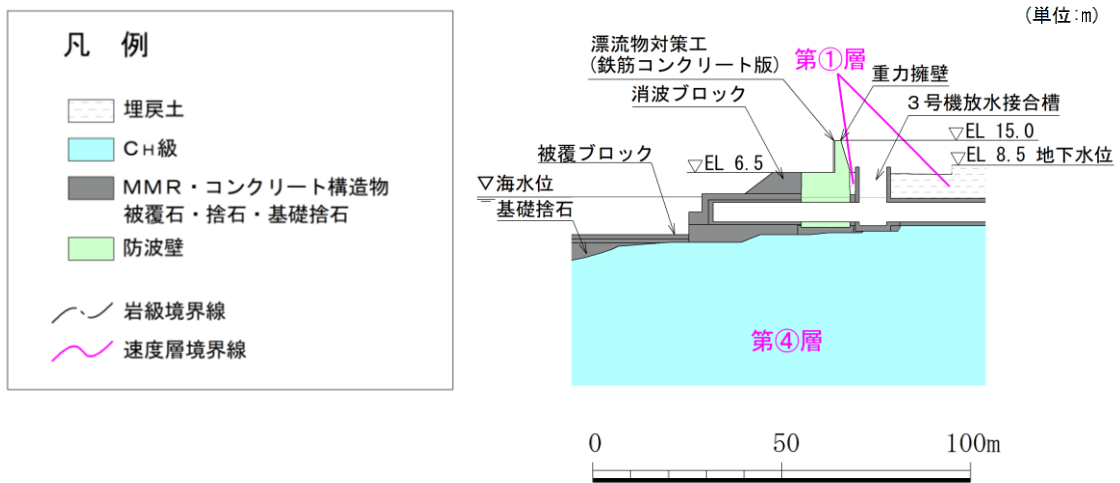 (単位:m)
凡 例
埋戻土
CH級
MMR・コンクリート構造物
被覆石・捨石・基礎捨石
防波壁
岩級境界線
速度層境界線
漂流物対策工
(鉄筋コンクリート版)
第①層
重力擁壁
消波ブロック
3号機放水接合槽
▽EL 15.0
被覆ブロック
▽EL 6.5
▽EL 8.5 地下水位
▽海水位
基礎捨石
第④層
0 50 100m